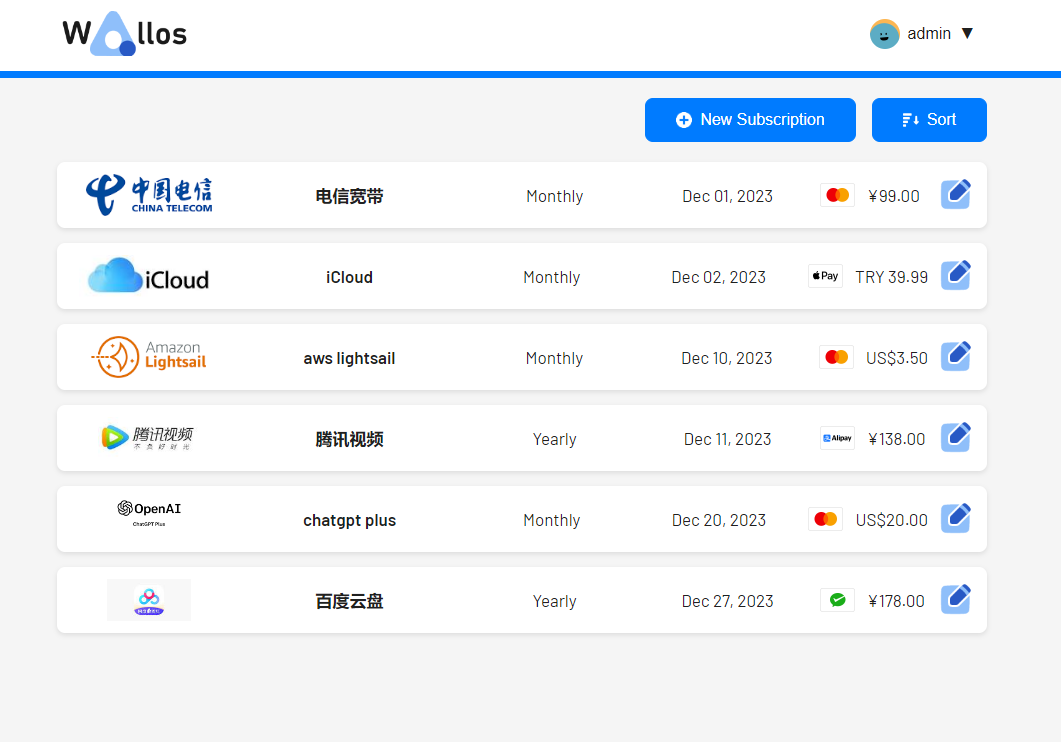 Wallos
admin ▼
New Subscription
Sort
中国电信
CHINA TELECOM
电信宽带
Monthly
Dec 01, 2023
¥99.00
iCloud
iCloud
Monthly
Dec 02, 2023
Pay
TRY 39.99
Amazon
Lightsail
aws lightsail
Monthly
Dec 10, 2023
US$3.50
腾讯视频
不负好时光
腾讯视频
Yearly
Dec 11, 2023
Alipay
¥138.00
OpenAI
ChatGPT Plus
chatgpt plus
Monthly
Dec 20, 2023
US$20.00
百度云盘
Yearly
Dec 27, 2023
¥178.00